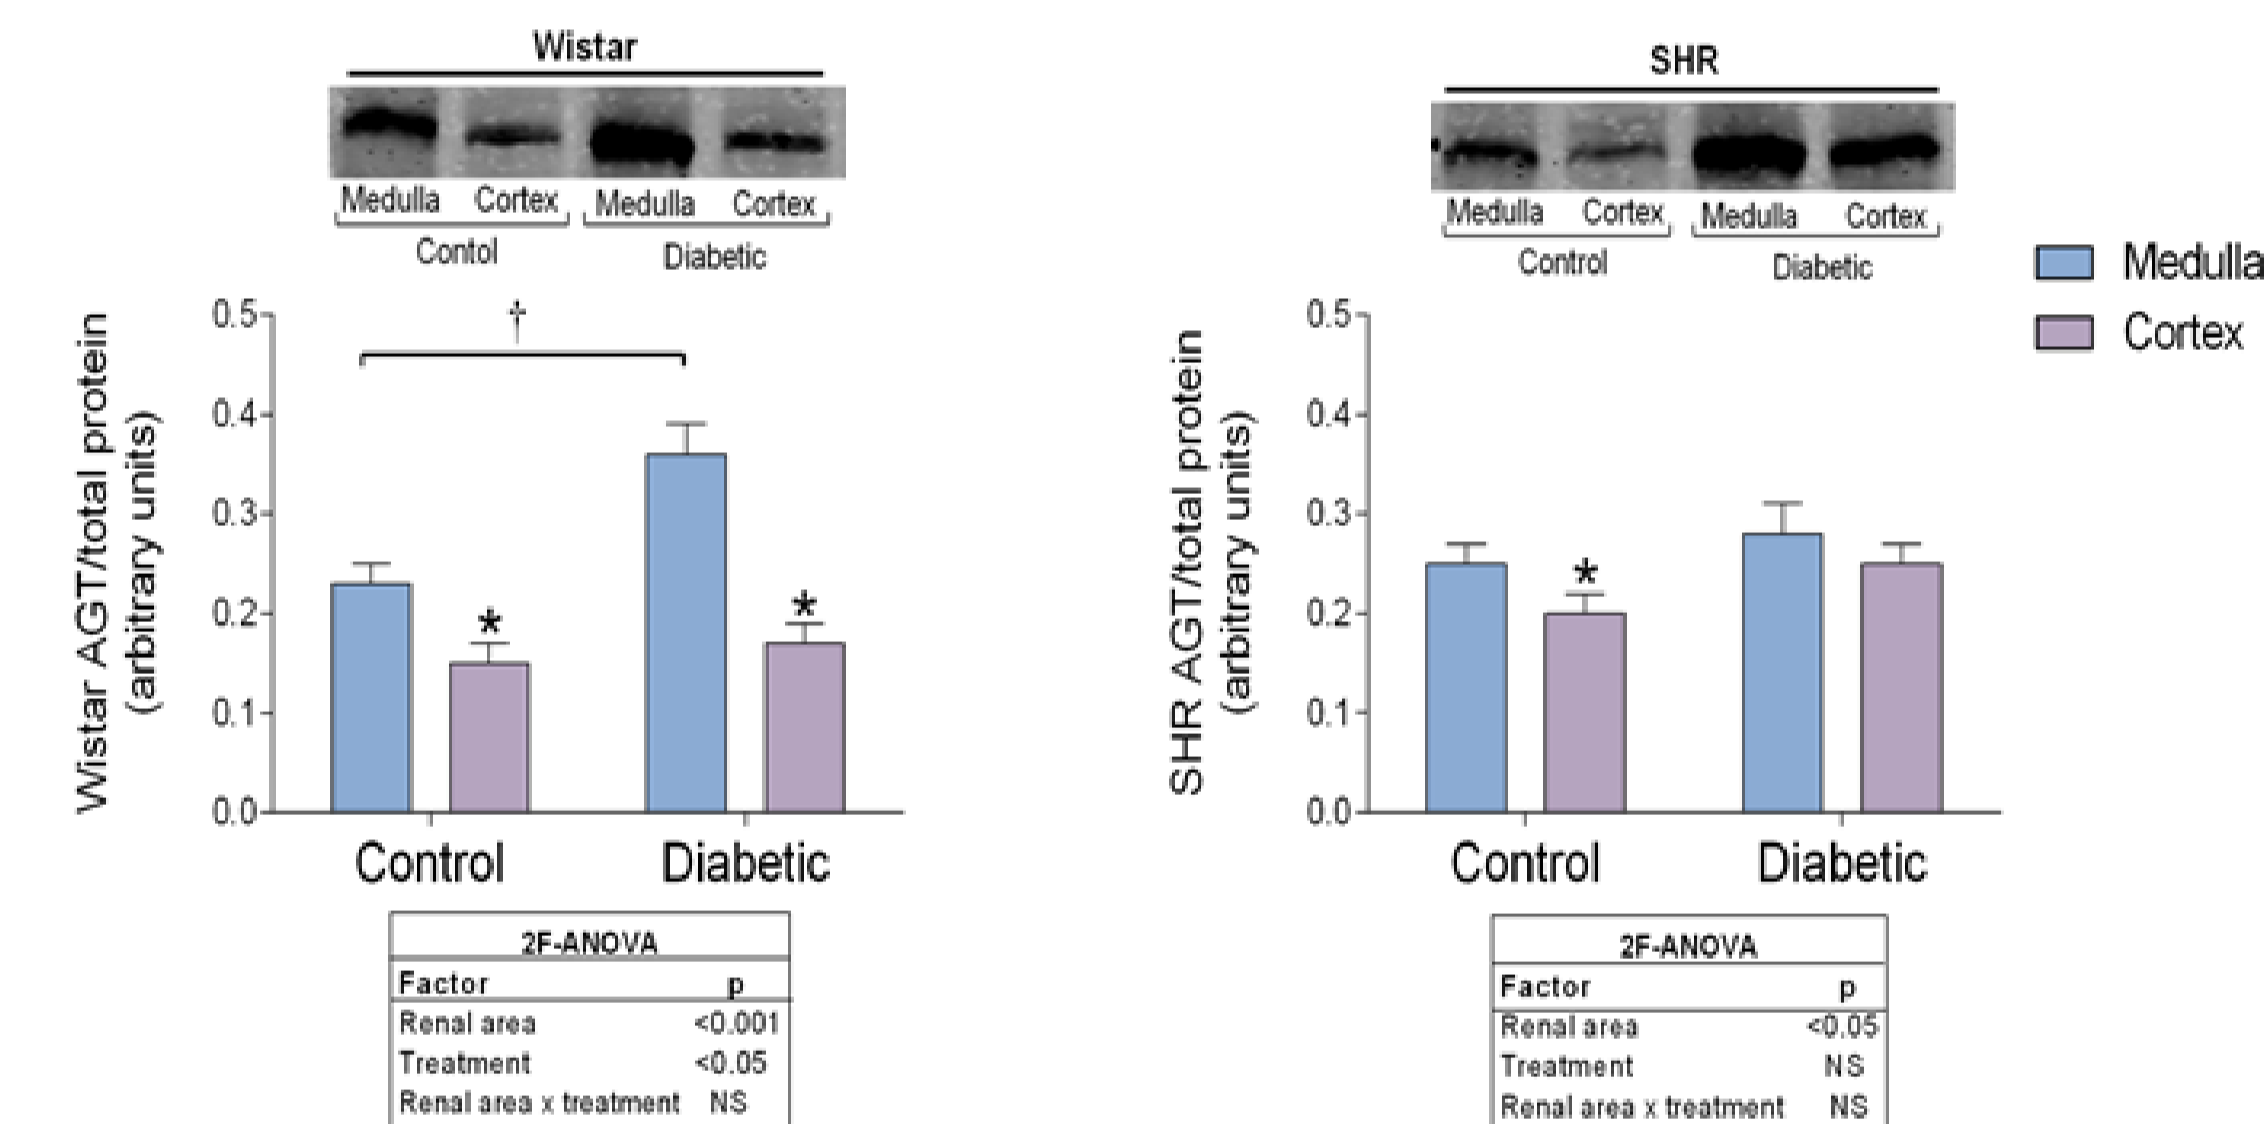 Wistar
Medulla Cortex Medulla Cortex
Contol Diabetic
Wistar AGT/total protein
(arbitrary units)
0.5
0.4
0.3
0.2
0.1
0.0
†
*
*
Control Diabetic
2F-ANOVA
Factor p
Renal area <0.001
Treatment <0.05
Renal area x treatment NS
SHR
Medulla Cortex Medulla Cortex
Control Diabetic
SHR AGT/total protein
(arbitrary units)
0.5
0.4
0.3
0.2
0.1
0.0
*
Control Diabetic
2F-ANOVA
Factor p
Renal area <0.05
Treatment NS
Renal area x treatment NS
Medulla
Cortex